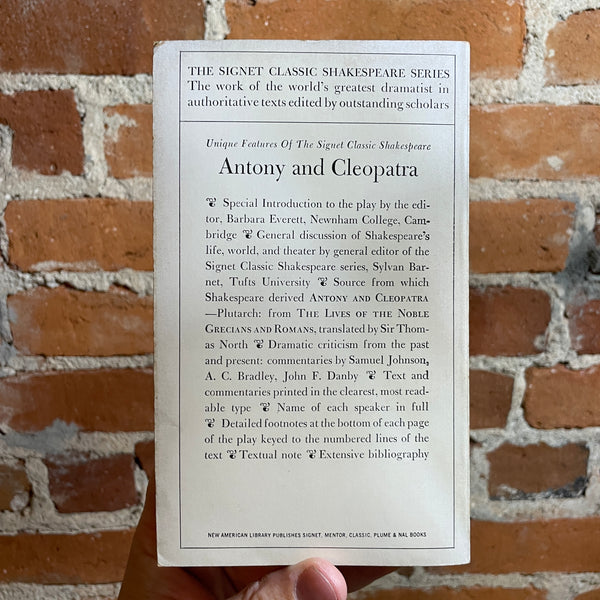 THE SIGNET CLASSIC SHAKESPEARE SERIES
The work of the world's greatest dramatist in
authoritative texts edited by outstanding scholars
Unique Features Of The Signet Classic Shakespeare
Antony and Cleopatra
❦ Special Introduction to the play by the edi-
tor, Barbara Everett, Newnham College, Cam-
bridge ❦ General discussion of Shakespeare's
life, world, and theater by general editor of the
Signet Classic Shakespeare series, Sylvan Bar-
net, Tufts University ❦ Source from which
Shakespeare derived ANTONY AND CLEOPATRA
—Plutarch: from THE LIVES OF THE NOBLE
GRECIANS AND ROMANS, translated by Sir Thom-
as North ❦ Dramatic criticism from the past
and present: commentaries by Samuel Johnson,
A. C. Bradley, John F. Danby ❦ Text and
commentaries printed in the clearest, most read-
able type ❦ Name of each speaker in full
❦ Detailed footnotes at the bottom of each page
of the play keyed to the numbered lines of the
text ❦ Textual note ❦ Extensive bibliography
NEW AMERICAN LIBRARY PUBLISHES SIGNET, MENTOR, CLASSIC, PLUME & NAL BOOKS